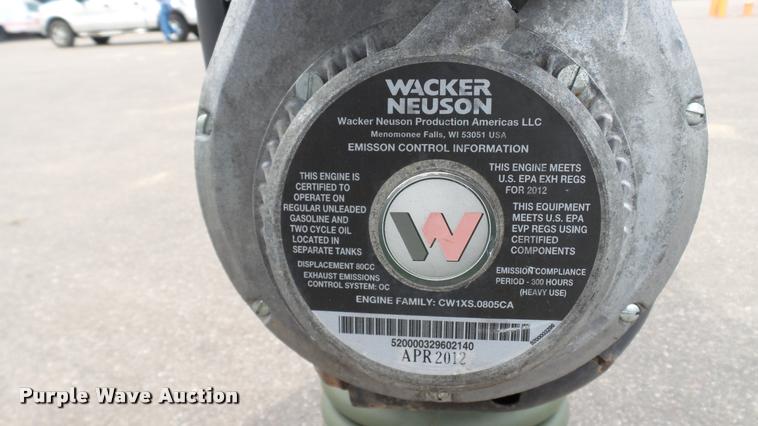 WACKER
NEUSON
Wacker Neuson Production Americas LLC
Menomonee Falls, WI 53051 USA
EMISSON CONTROL INFORMATION
THIS ENGINE IS
CERTIFIED TO
OPERATE ON
REGULAR UNLEADED
GASOLINE AND
TWO CYCLE OIL
LOCATED IN
SEPARATE TANKS
DISPLACEMENT 80CC
EXHAUST EMISSIONS
CONTROL SYSTEM: OC
THIS ENGINE MEETS
U.S. EPA EXH REGS
FOR 2012
THIS EQUIPMENT
MEETS U.S. EPA
EVP REGS USING
CERTIFIED
COMPONENTS
EMISSION COMPLIANCE
PERIOD - 300 HOURS
(HEAVY USE)
W
ENGINE FAMILY: CW1XS.0805CA
520000329602140
APR 2012
Purple Wave Auction